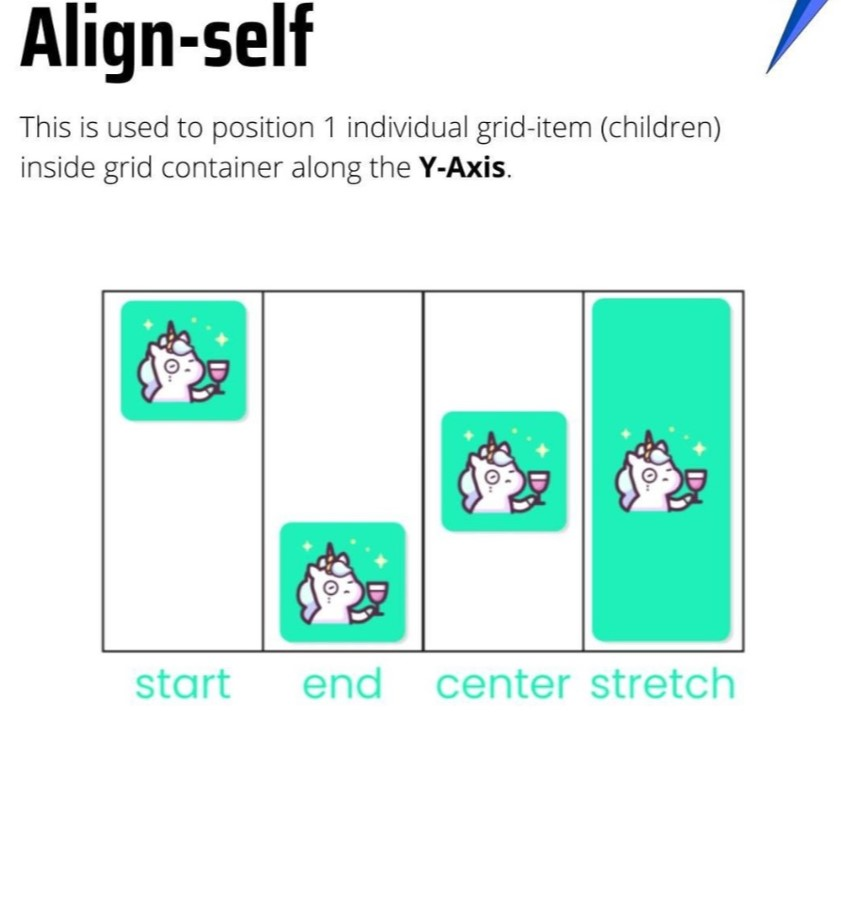 Align-self
This is used to position 1 individual grid-item (children)
inside grid container along the Y-Axis.
start end center stretch